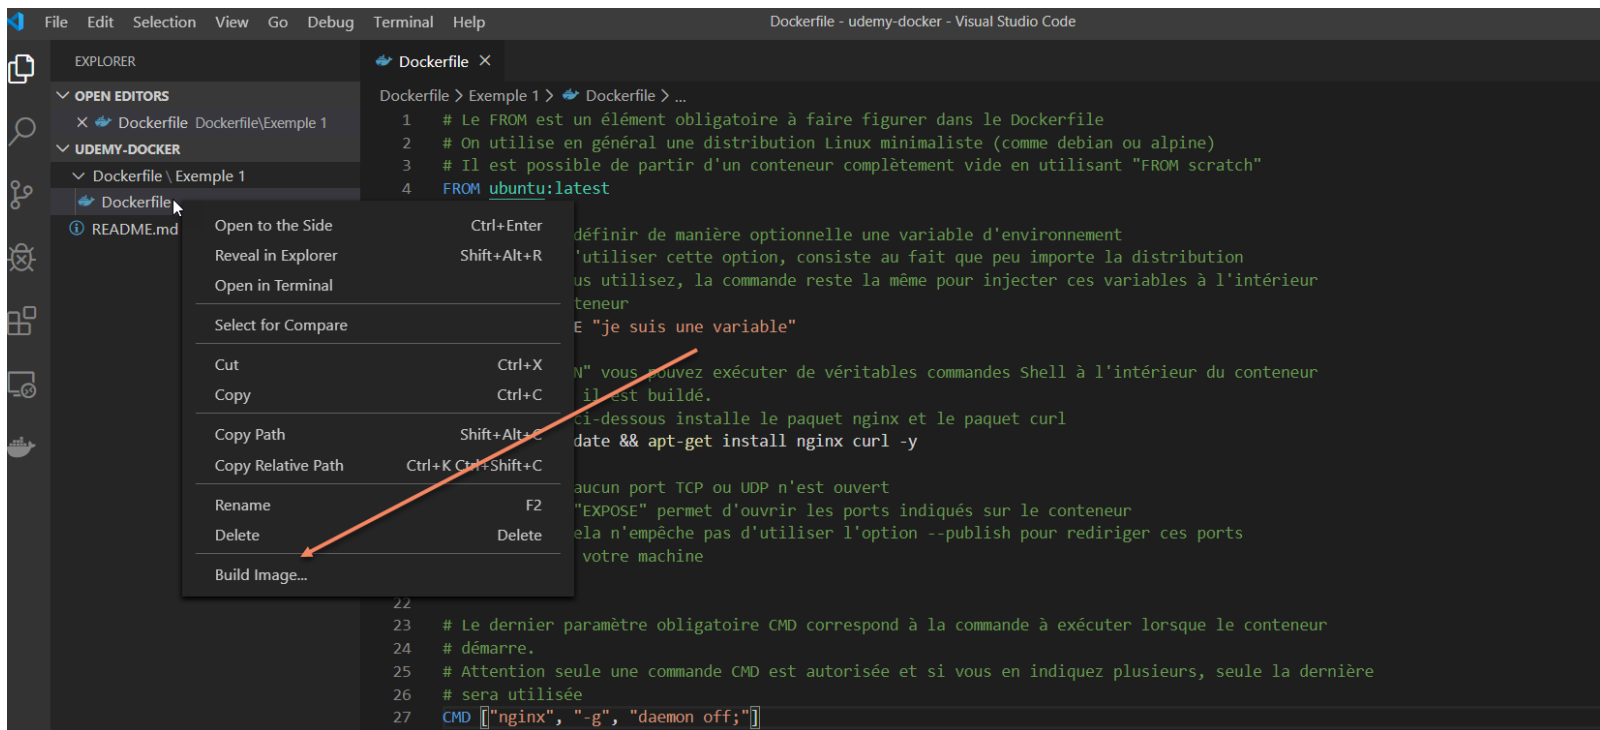 File Edit Selection View Go Debug Terminal Help
Dockerfile - udemy-docker - Visual Studio Code
EXPLORER
OPEN EDITORS
Dockerfile Dockerfile\Exemple 1
UDEMY-DOCKER
Dockerfile \ Exemple 1
Dockerfile
README.md
Open to the Side Ctrl+Enter
Reveal in Explorer Shift+Alt+R
Open in Terminal
Select for Compare
Cut Ctrl+X
Copy Ctrl+C
Copy Path Shift+Alt+C
Copy Relative Path Ctrl+K Ctrl+Shift+C
Rename F2
Delete Delete
Build Image...
Dockerfile
Dockerfile > Exemple 1 > Dockerfile > ...
1 # Le FROM est un élément obligatoire à faire figurer dans le Dockerfile
2 # On utilise en général une distribution Linux minimaliste (comme debian ou alpine)
3 # Il est possible de partir d'un conteneur complètement vide en utilisant "FROM scratch"
4 FROM ubuntu:latest
définir de manière optionnelle une variable d'environnement
'utiliser cette option, consiste au fait que peu importe la distribution
us utilisez, la commande reste la même pour injecter ces variables à l'intérieur
teneur
E "je suis une variable"
N" vous pouvez exécuter de véritables commandes Shell à l'intérieur du conteneur
il est buildé.
ci-dessous installe le paquet nginx et le paquet curl
date && apt-get install nginx curl -y
aucun port TCP ou UDP n'est ouvert
"EXPOSE" permet d'ouvrir les ports indiqués sur le conteneur
ela n'empêche pas d'utiliser l'option --publish pour rediriger ces ports
votre machine
22
23 # Le dernier paramètre obligatoire CMD correspond à la commande à exécuter lorsque le conteneur
24 # démarre.
25 # Attention seule une commande CMD est autorisée et si vous en indiquez plusieurs, seule la dernière
26 # sera utilisée
27 CMD ["nginx", "-g", "daemon off;"]